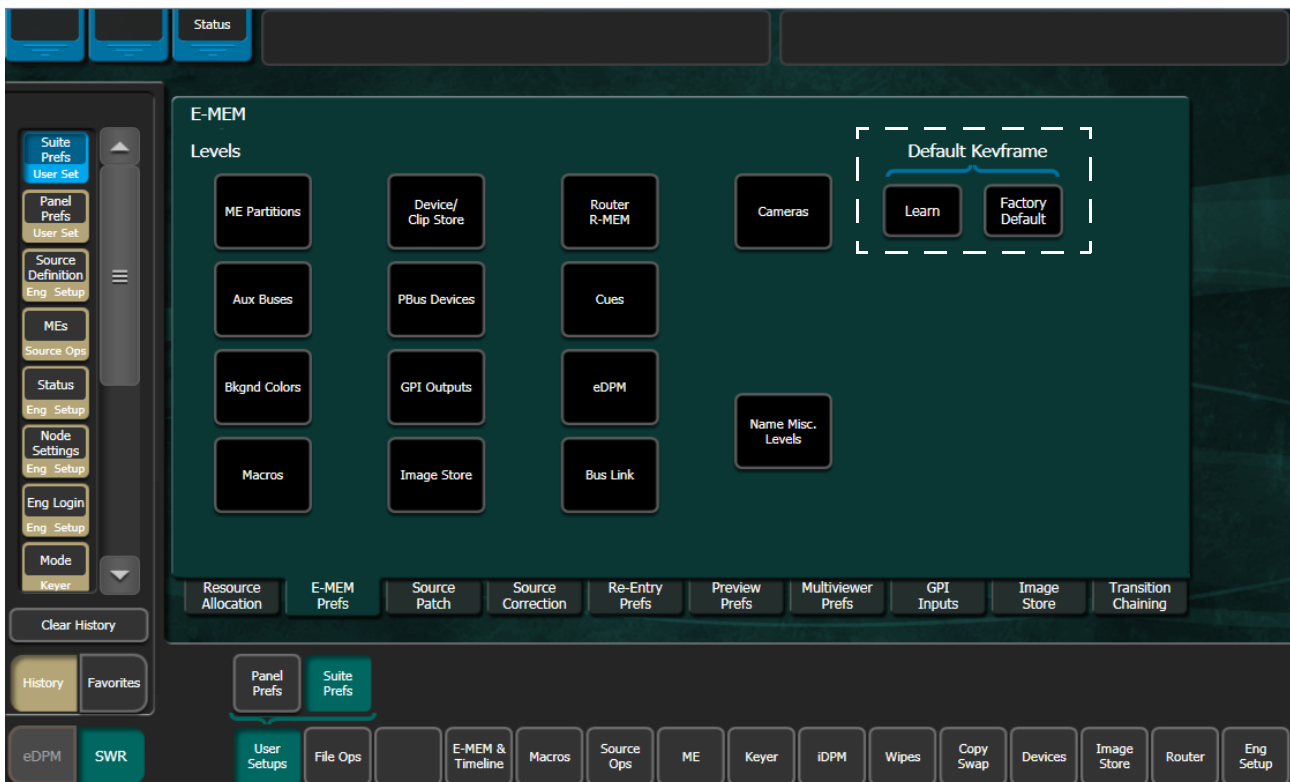 Status
E-MEM
Levels
Default Keyframe
Learn
Factory
Default
ME Partitions
Device/
Clip Store
Router
R-MEM
Cameras
Aux Buses
PBus Devices
Cues
Bkgnd Colors
GPI Outputs
eDPM
Name Misc.
Levels
Macros
Image Store
Bus Link
Suite
Prefs
User Set
Panel
Prefs
User Set
Source
Definition
Eng Setup
MEs
Source Ops
Status
Eng Setup
Node
Settings
Eng Setup
Eng Login
Eng Setup
Mode
Keyer
Clear History
History
Favorites
Resource
Allocation
E-MEM
Prefs
Source
Patch
Source
Correction
Re-Entry
Prefs
Preview
Prefs
Multiviewer
Prefs
GPI
Inputs
Image
Store
Transition
Chaining
Panel
Prefs
Suite
Prefs
eDPM
SWR
User
Setups
File Ops
E-MEM &
Timeline
Macros
Source
Ops
ME
Keyer
iDPM
Wipes
Copy
Swap
Devices
Image
Store
Router
Eng
Setup